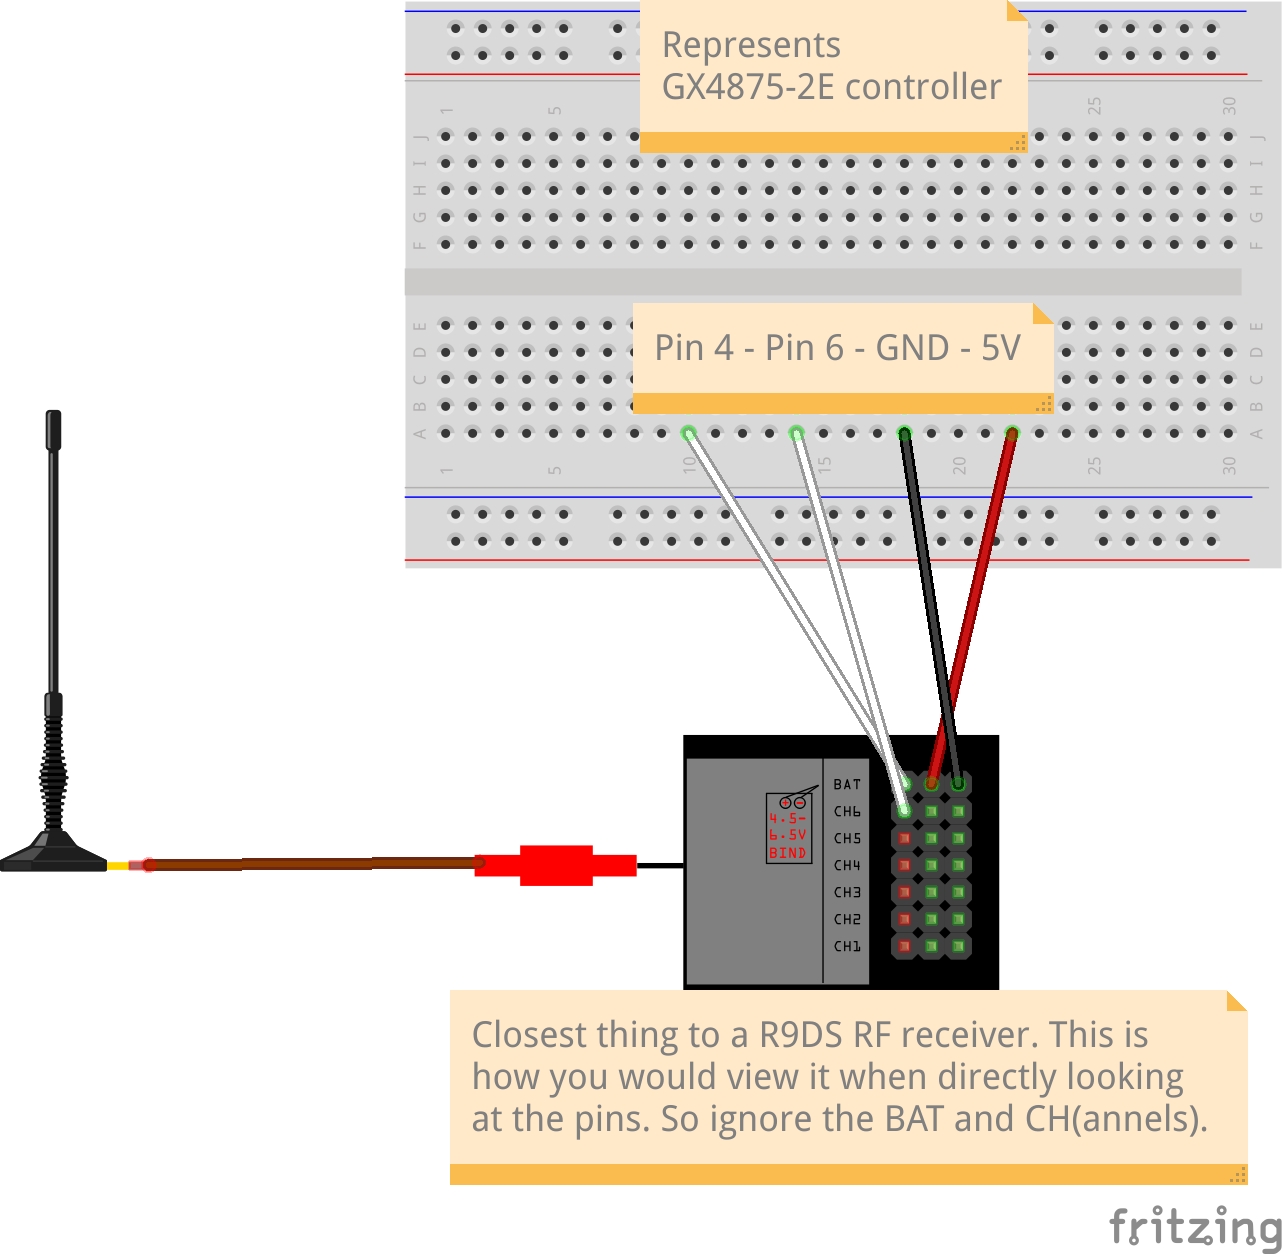 Represents
GX4875-2E controller
1 5 25 30
J J
I I
H H
G G
F F
Pin 4 - Pin 6 - GND - 5V
E E
D D
C C
B B
A A
1 5 10 15 20 25 30
BAT
CH6
CH5
CH4
CH3
CH2
CH1
+ -
4.5-
6.5V
BIND
Closest thing to a R9DS RF receiver. This is
how you would view it when directly looking
at the pins. So ignore the BAT and CH(annels).
fritzing